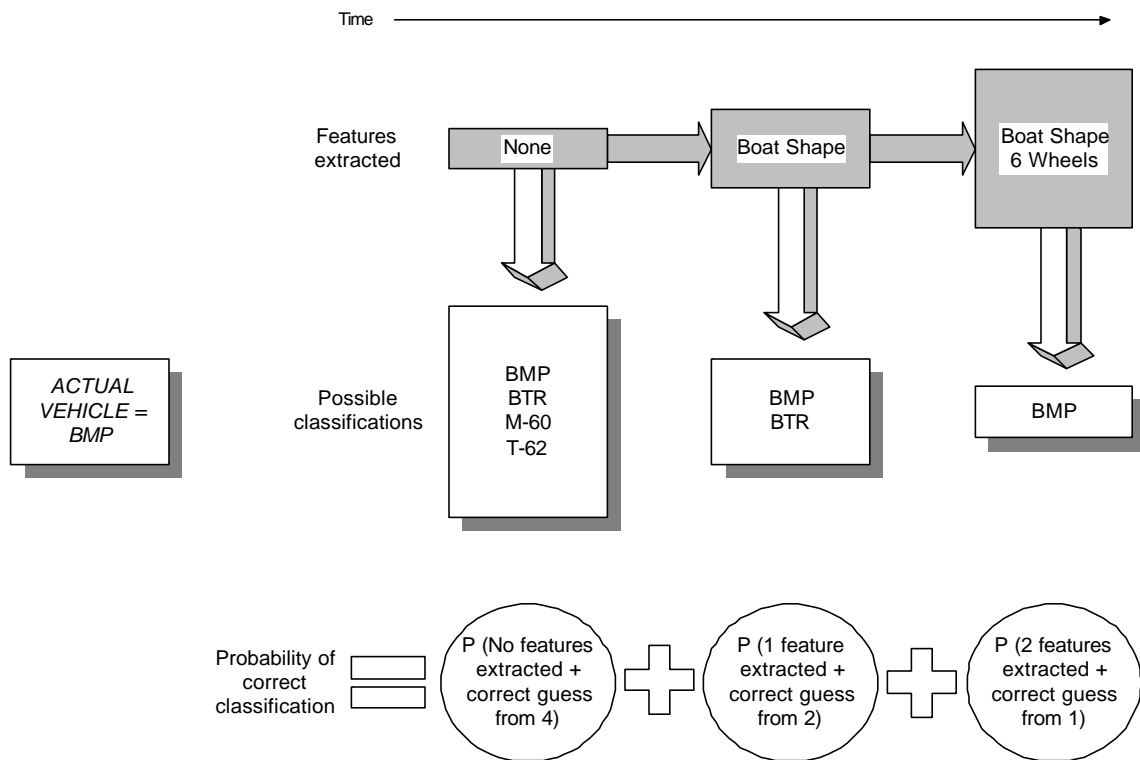 Time
Features
extracted
None
Boat Shape
Boat Shape
6 Wheels
ACTUAL
VEHICLE =
BMP
Possible
classifications
BMP
BTR
M-60
T-62
BMP
BTR
BMP
Probability of
correct
classification
P (No features
extracted +
correct guess
from 4)
P (1 feature
extracted +
correct guess
from 2)
P (2 features
extracted +
correct guess
from 1)